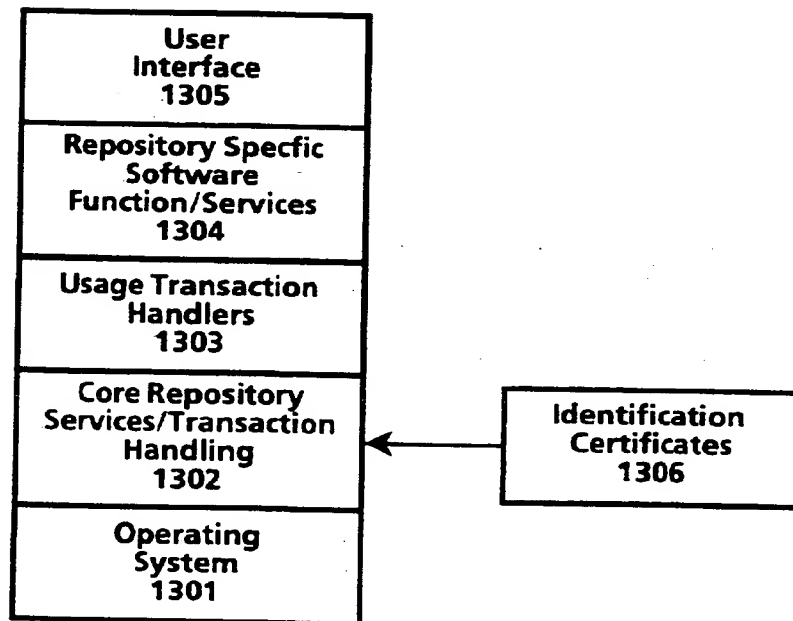 User
Interface
1305
Repository Specfic
Software
Function/Services
1304
Usage Transaction
Handlers
1303
Core Repository
Services/Transaction
Handling
1302
Operating
System
1301
Identification
Certificates
1306